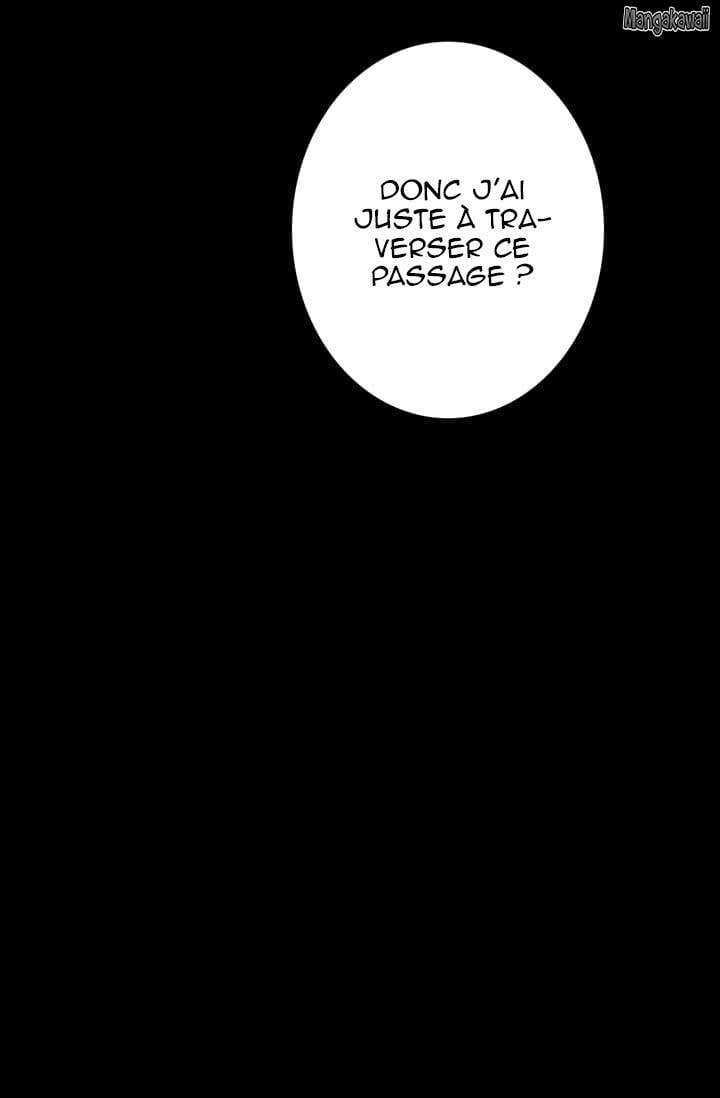 Mangakawaii
DONC J'AI
JUSTE À TRA-
VERSER CE
PASSAGE ?